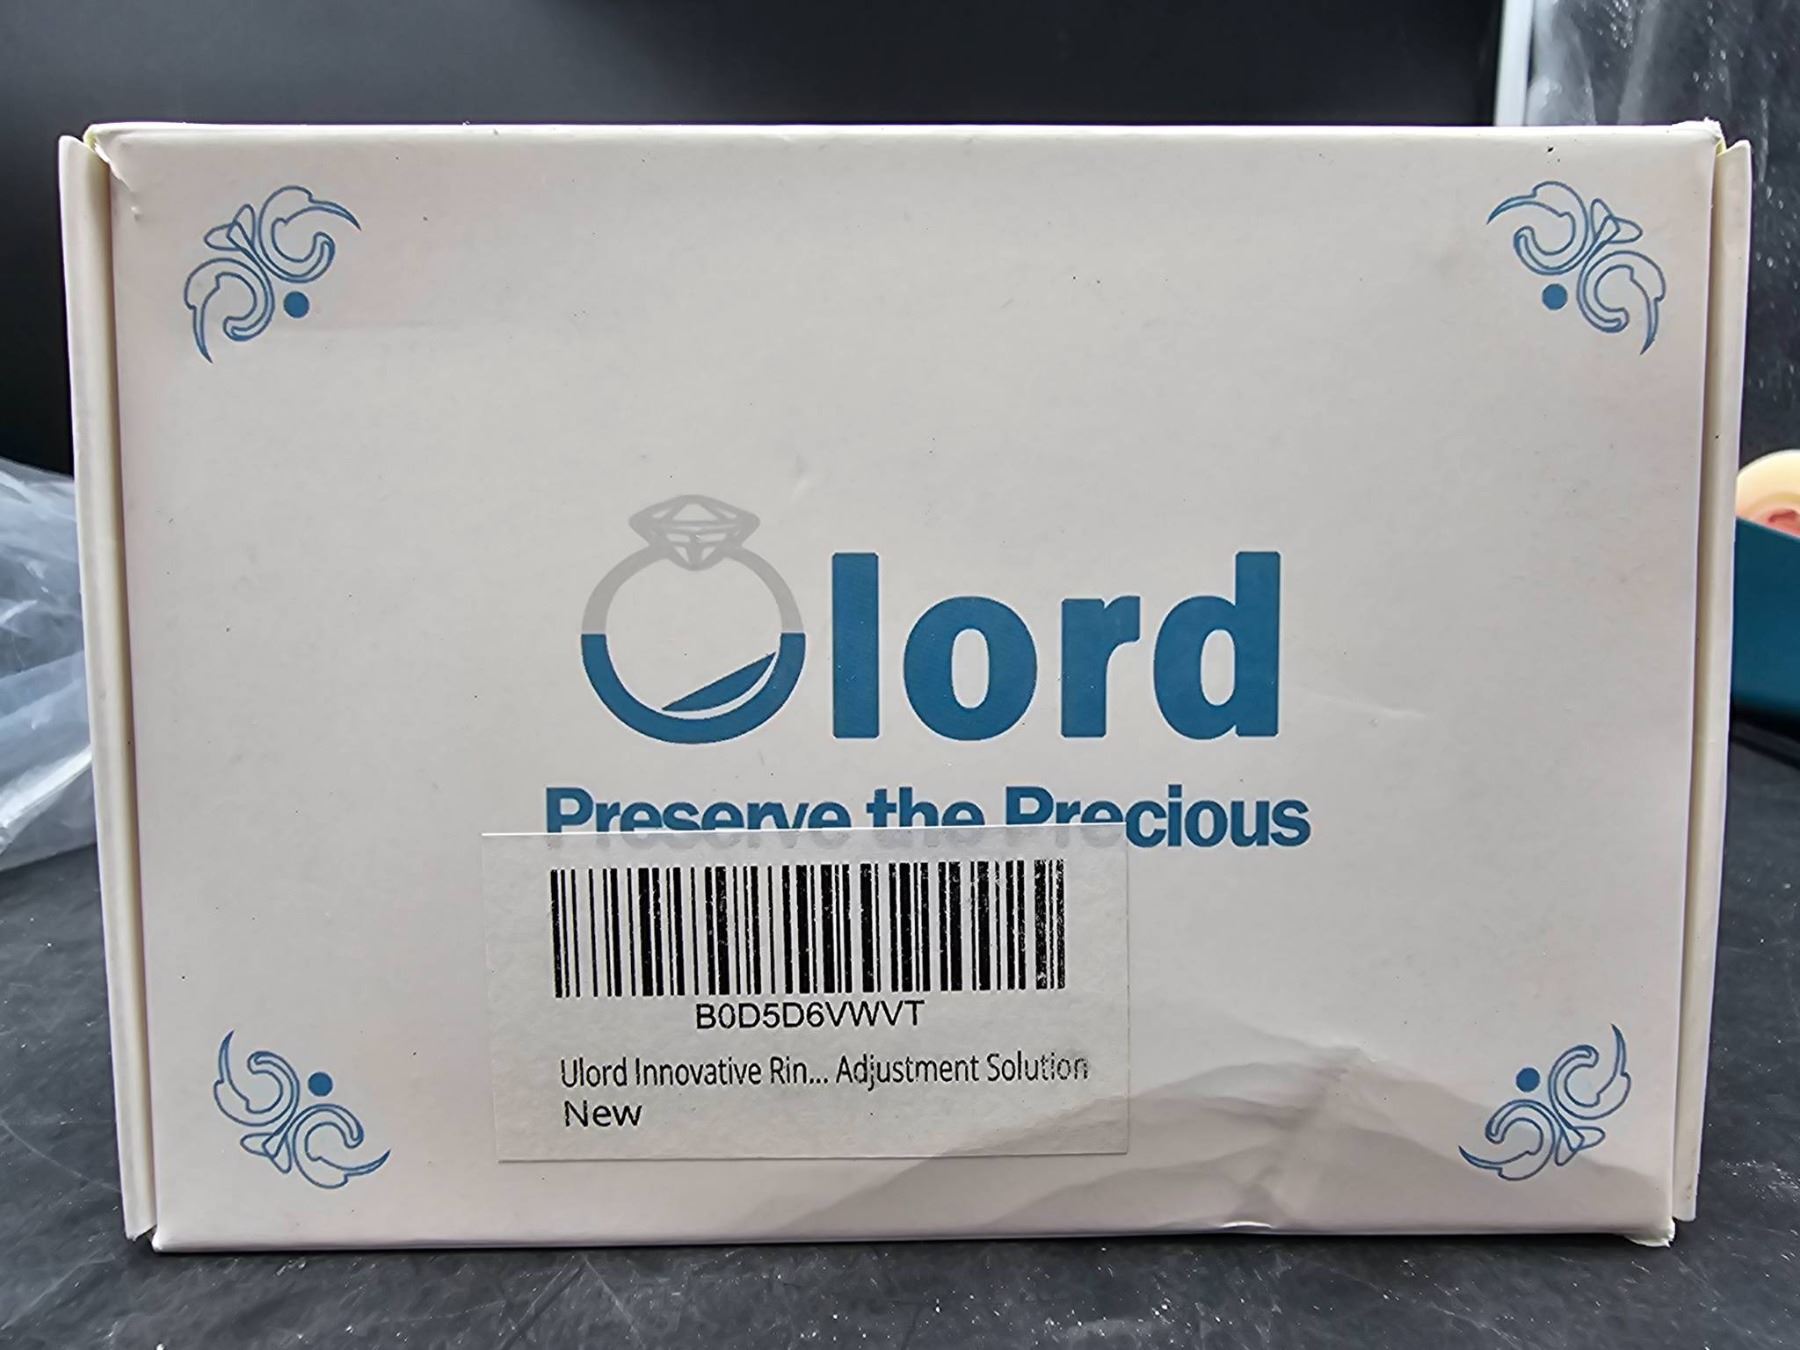 Ulord
Preserve the Precious
B0D5D6VWVT
Ulord Innovative Rin... Adjustment Solution
New